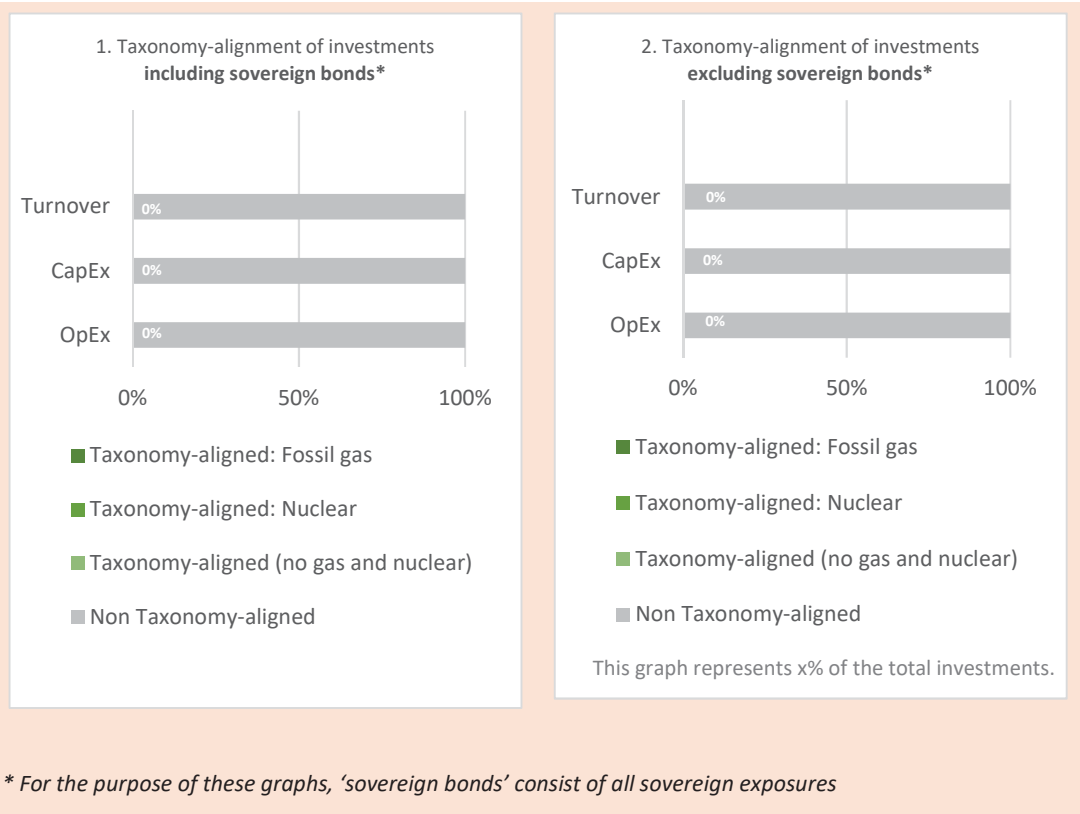 1. Taxonomy-alignment of investments
including sovereign bonds*
Turnover
0%
CapEx
0%
OpEx
0%
0%
50%
100%
Taxonomy-aligned: Fossil gas
Taxonomy-aligned: Nuclear
Taxonomy-aligned (no gas and nuclear)
Non Taxonomy-aligned
2. Taxonomy-alignment of investments
excluding sovereign bonds*
Turnover
0%
CapEx
0%
OpEx
0%
0%
50%
100%
Taxonomy-aligned: Fossil gas
Taxonomy-aligned: Nuclear
Taxonomy-aligned (no gas and nuclear)
Non Taxonomy-aligned
This graph represents x% of the total investments.
* For the purpose of these graphs, ‘sovereign bonds’ consist of all sovereign exposures